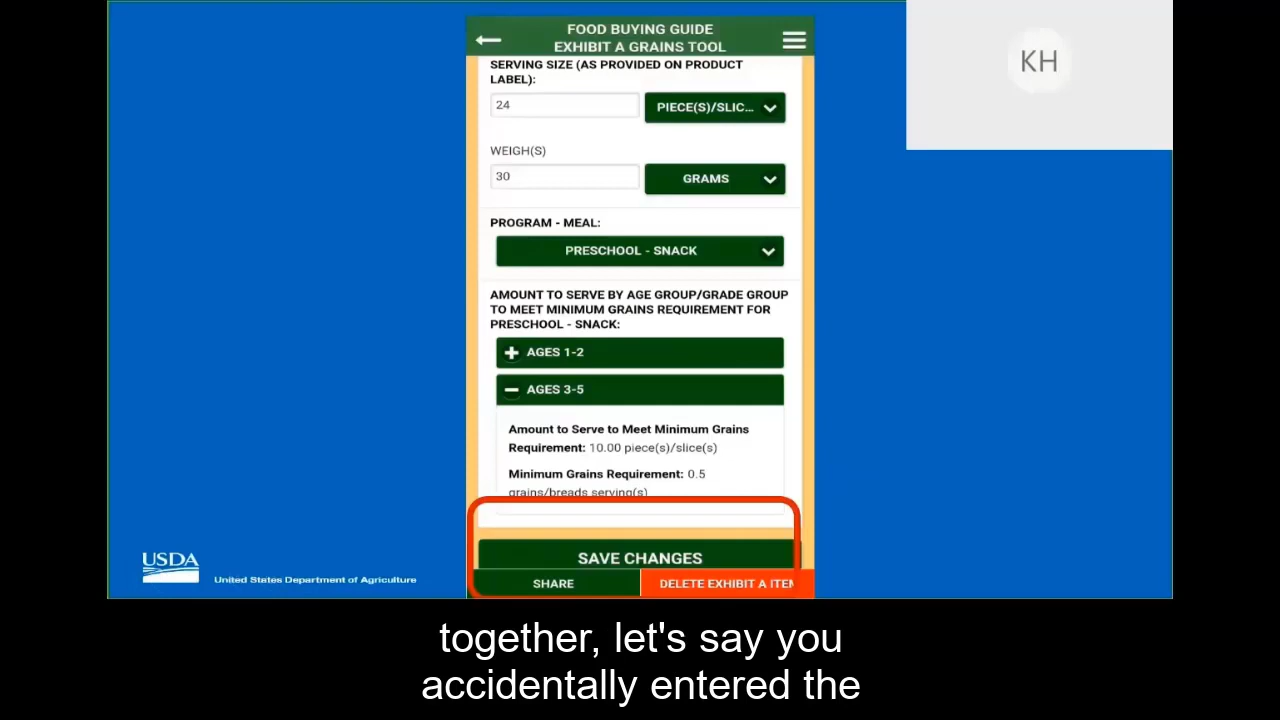 FOOD BUYING GUIDE
EXHIBIT A GRAINS TOOL
KH
SERVING SIZE (AS PROVIDED ON PRODUCT
LABEL):
24
PIECE(S)/SLIC...
WEIGH(S)
30
GRAMS
PROGRAM - MEAL:
PRESCHOOL - SNACK
AMOUNT TO SERVE BY AGE GROUP/GRADE GROUP
TO MEET MINIMUM GRAINS REQUIREMENT FOR
PRESCHOOL - SNACK:
AGES 1-2
AGES 3-5
Amount to Serve to Meet Minimum Grains
Requirement: 10.00 piece(s)/slice(s)
Minimum Grains Requirement: 0.5
grains/breads serving(s)
SAVE CHANGES
SHARE
DELETE EXHIBIT A ITEM
USDA
United States Department of Agriculture
together, let's say you
accidentally entered the